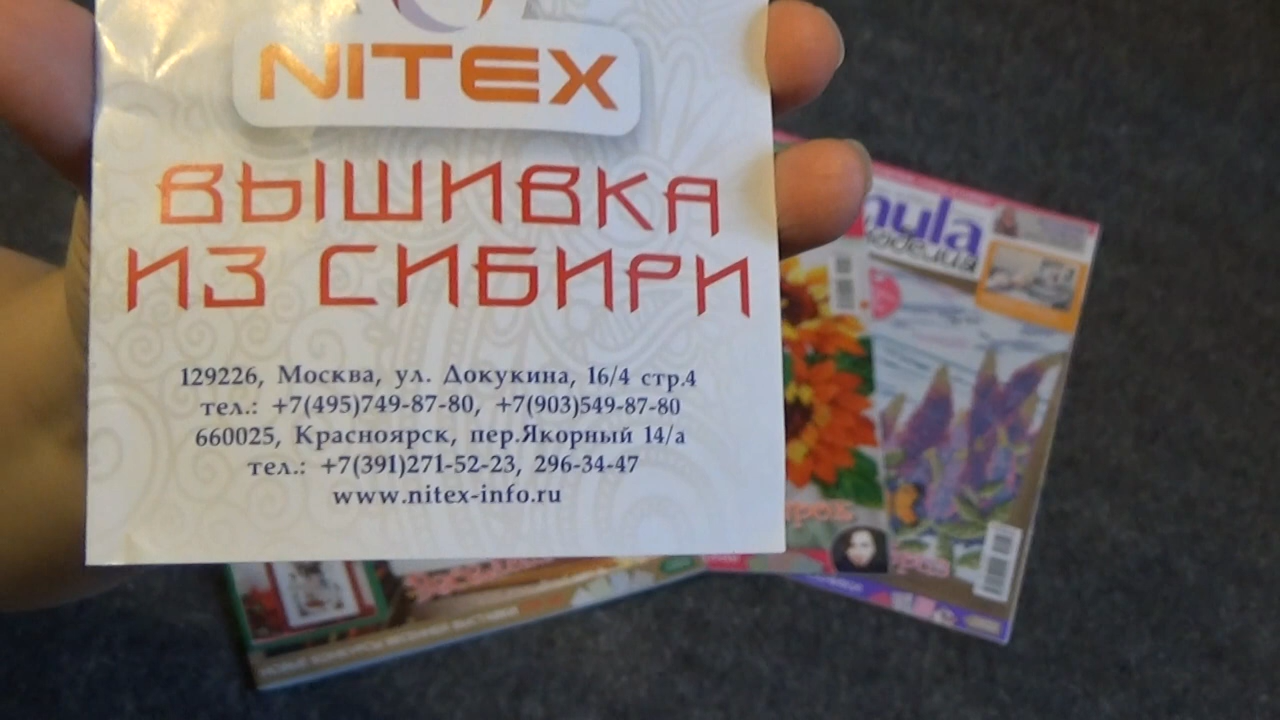 NITEX
ВЫШИВКА
ИЗ СИБИРИ
129226, Москва, ул. Докукина, 16/4 стр.4
тел.: +7(495)749-87-80, +7(903)549-87-80
660025, Красноярск, пер.Якорный 14/а
тел.: +7(391)271-52-23, 296-34-47
www.nitex-info.ru